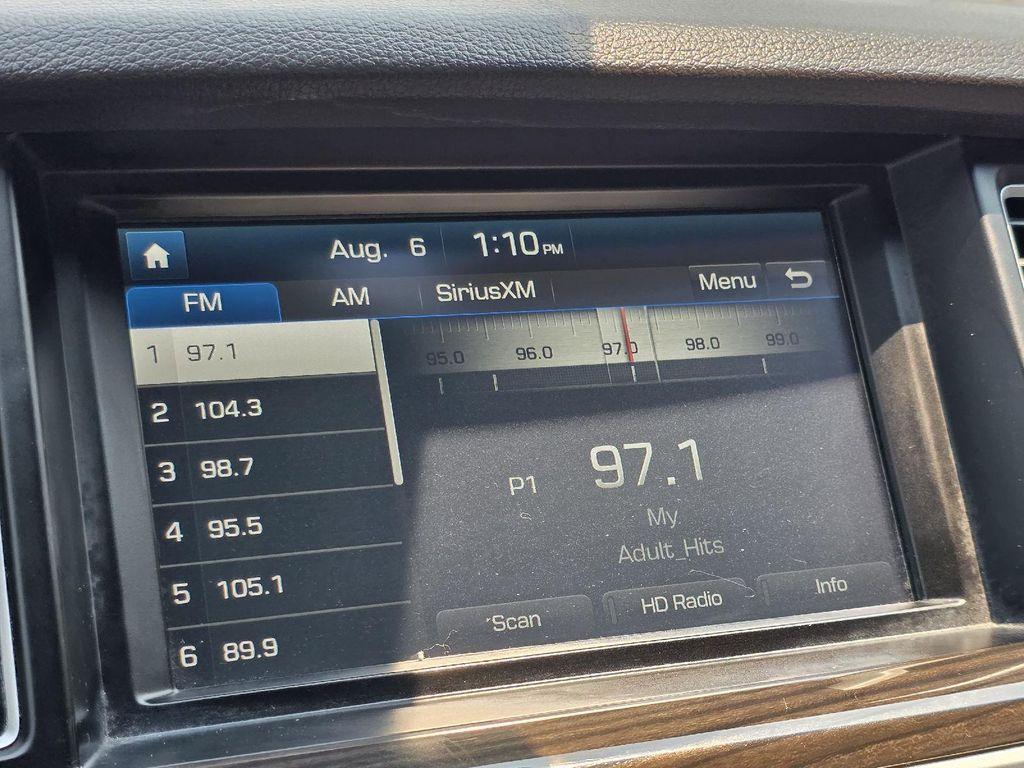 Aug. 6 1:10 PM
FM AM SiriusXM Menu
1 97.1
2 104.3
3 98.7
4 95.5
5 105.1
6 89.9
95.0 96.0 97.0 98.0 99.0
P1 97.1
My
Adult_Hits
Scan HD Radio Info